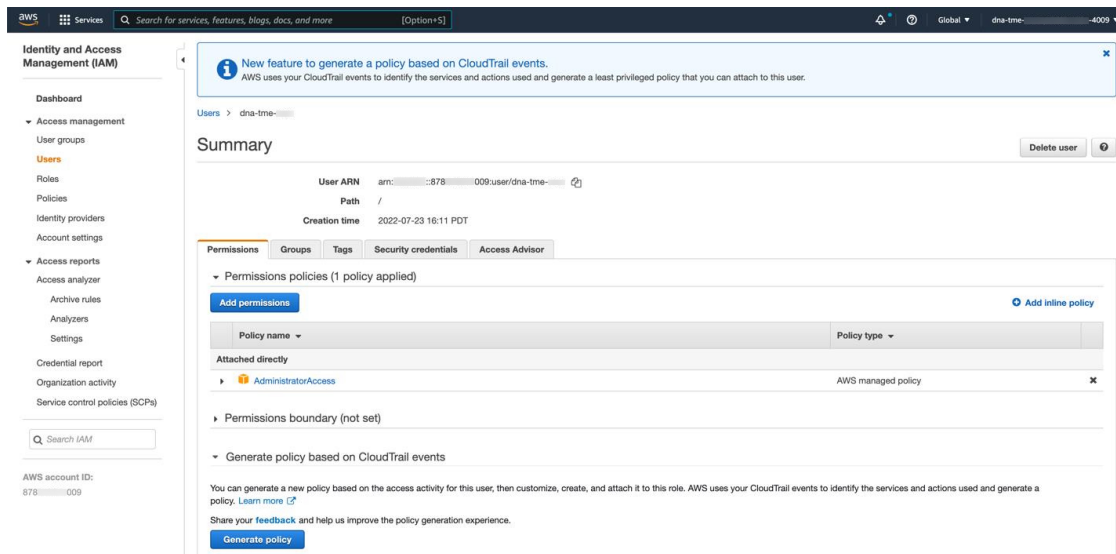 aws Services Search for services, features, blogs, docs, and more [Option+S] Global dna-tme- -4009
Identity and Access
Management (IAM)
Dashboard
Access management
User groups
Users
Roles
Policies
Identity providers
Account settings
Access reports
Access analyzer
Archive rules
Analyzers
Settings
Credential report
Organization activity
Service control policies (SCPs)
Search IAM
AWS account ID:
878 009
New feature to generate a policy based on CloudTrail events.
AWS uses your CloudTrail events to identify the services and actions used and generate a least privileged policy that you can attach to this user.
Users > dna-tme-
Summary
Delete user
User ARN arn: ::878 009:user/dna-tme-
Path /
Creation time 2022-07-23 16:11 PDT
Permissions Groups Tags Security credentials Access Advisor
Permissions policies (1 policy applied)
Add permissions Add inline policy
Policy name Policy type
Attached directly
AdministratorAccess AWS managed policy
Permissions boundary (not set)
Generate policy based on CloudTrail events
You can generate a new policy based on the access activity for this user, then customize, create, and attach it to this role. AWS uses your CloudTrail events to identify the services and actions used and generate a
policy. Learn more
Share your feedback and help us improve the policy generation experience.
Generate policy